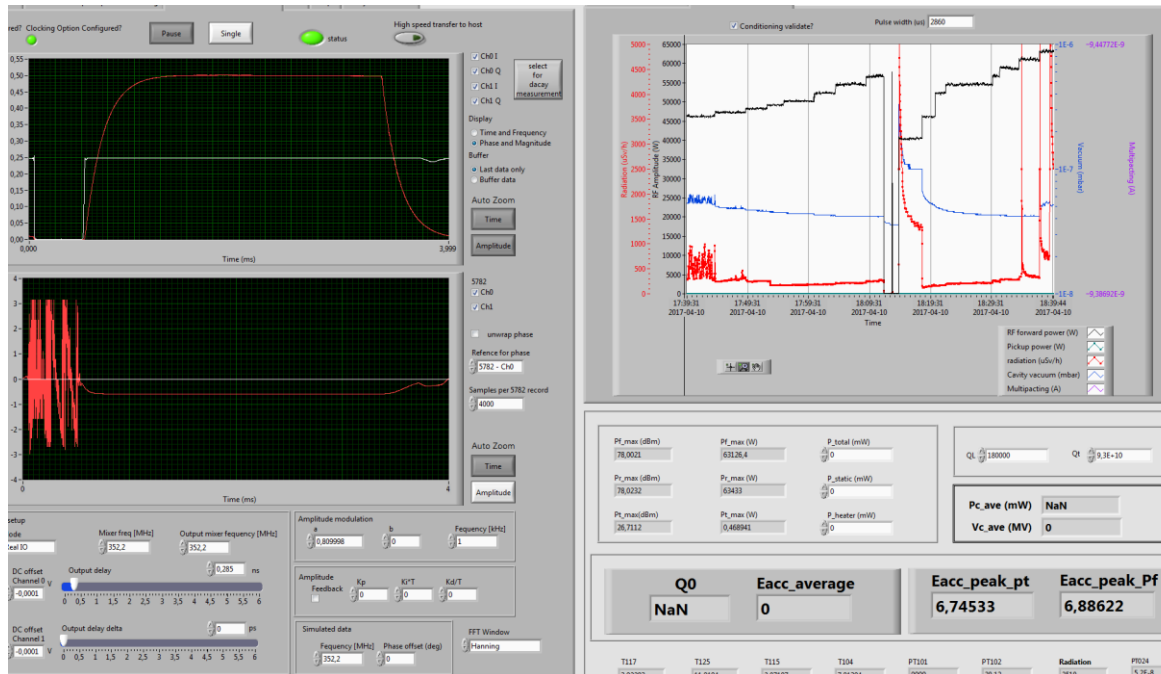 red? Clocking Option Configured?
Pause
Single
status
High speed transfer to host
0,55
0,50
0,45
0,40
0,35
0,30
0,25
0,20
0,15
0,10
0,05
0,00
0,000
3,999
Time (ms)
Ch0 I
Ch0 Q
Ch1 I
Ch1 Q
select
for
dacay
measurement
Display
Time and Frequency
Phase and Magnitude
Buffer
Last data only
Buffer data
Auto Zoom
Time
Amplitude
4
3
2
1
0
-1
-2
-3
-4
0
4
Time (ms)
5782
Ch0
Ch1
unwrap phase
Refence for phase
5782 - Ch0
Samples per 5782 record
4000
Auto Zoom
Time
Amplitude
setup
ode
Real IO
Mixer freq [MHz]
352,2
Output mixer frequency [MHz]
352,2
DC offset
Channel 0
-0,0001
V
Output delay
0,285
ns
0 0,5 1 1,5 2 2,5 3 3,5 4 4,5 5 5,5 6
DC offset
Channel 1
-0,0001
V
Output delay delta
0
ps
0 0,5 1 1,5 2 2,5 3 3,5 4 4,5 5 5,5 6
Amplitude modulation
a
0,809998
b
0
Fequency [kHz]
1
Amplitude
Feedback
Kp
0
Ki*T
0
Kd/T
0
Simulated data
Fequency [MHz]
352,2
Phase offset (deg)
0
FFT Window
Hanning
Conditioning validate?
Pulse width (us)
2860
5000
4500
4000
3500
3000
2500
2000
1500
1000
500
0
Radiation (uSv/h)
65000
60000
55000
50000
45000
40000
35000
30000
25000
20000
15000
10000
5000
0
RF Amplitude (W)
1E-6
1E-7
1E-8
Vacuum (mbar)
-9,44772E-9
-9,38692E-9
Multipacting (A)
17:39:31
2017-04-10
17:49:31
2017-04-10
17:59:31
2017-04-10
18:09:31
2017-04-10
18:19:31
2017-04-10
18:29:31
2017-04-10
18:39:44
2017-04-10
Time
RF forward power (W)
Pickup power (W)
radiation (uSv/h)
Cavity vacuum (mbar)
Multipacting (A)
Pf_max (dBm)
78,0021
Pf_max (W)
63126,4
P_total (mW)
0
Pr_max (dBm)
78,0232
Pr_max (W)
63433
P_static (mW)
0
Pt_max(dBm)
26,7112
Pt_max (W)
0,468941
P_heater (mW)
0
QL
180000
Qt
9,3E+10
Pc_ave (mW)
NaN
Vc_ave (MV)
0
Q0
NaN
Eacc_average
0
Eacc_peak_pt
6,74533
Eacc_peak_Pf
6,88622
T117
T125
T115
T104
PT101
PT102
Radiation
PT024